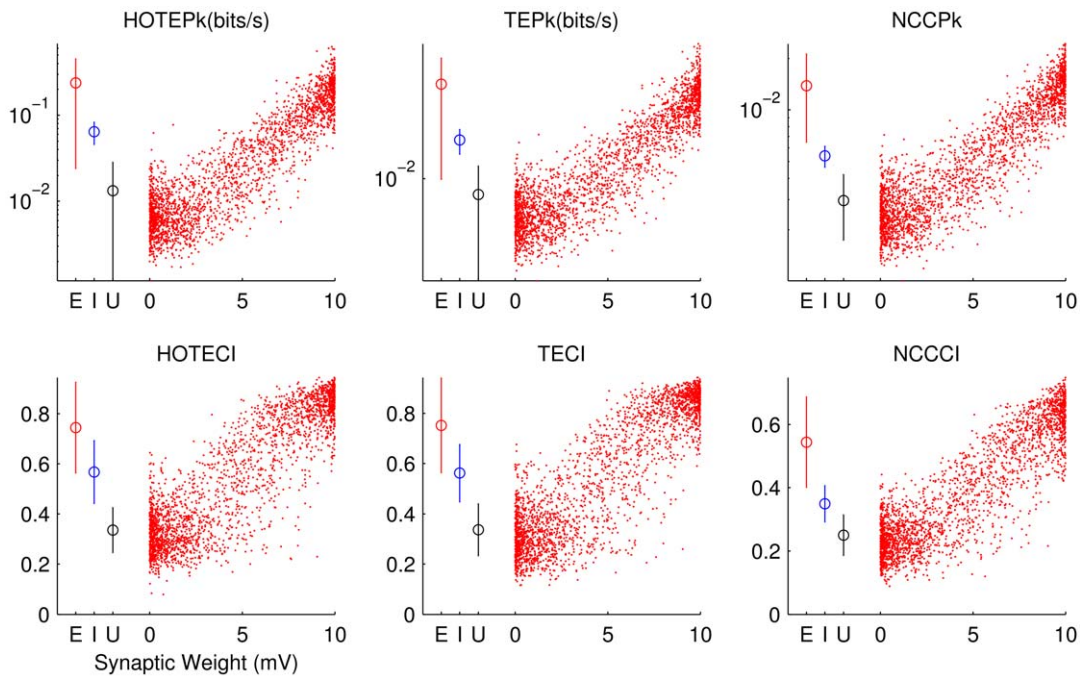 HOTEPk(bits/s) TEPk(bits/s) NCCPk
10⁻¹ 10⁻² 10⁻² 10⁻²
E I U 0 5 10 E I U 0 5 10 E I U 0 5 10
HOTECI TECI NCCCI
0.8 0.6 0.4 0.2 0 0.8 0.6 0.4 0.2 0 0.6 0.4 0.2 0
E I U 0 5 10 E I U 0 5 10 E I U 0 5 10
Synaptic Weight (mV)